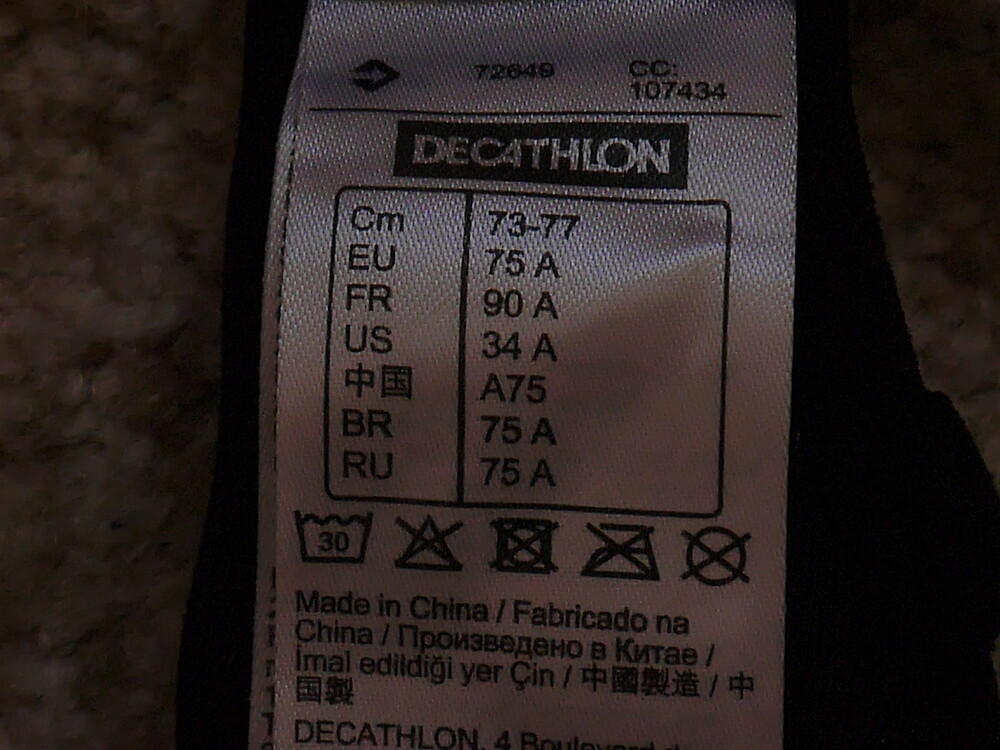 72649 CC:
107434
DECATHLON
Cm 73-77
EU 75 A
FR 90 A
US 34 A
中国 A75
BR 75 A
RU 75 A
30
Made in China / Fabricado na
China / Произведено в Китае /
İmal edildiği yer Çin / 中國製造 / 中
国製
DECATHLON, 4 Boulevard